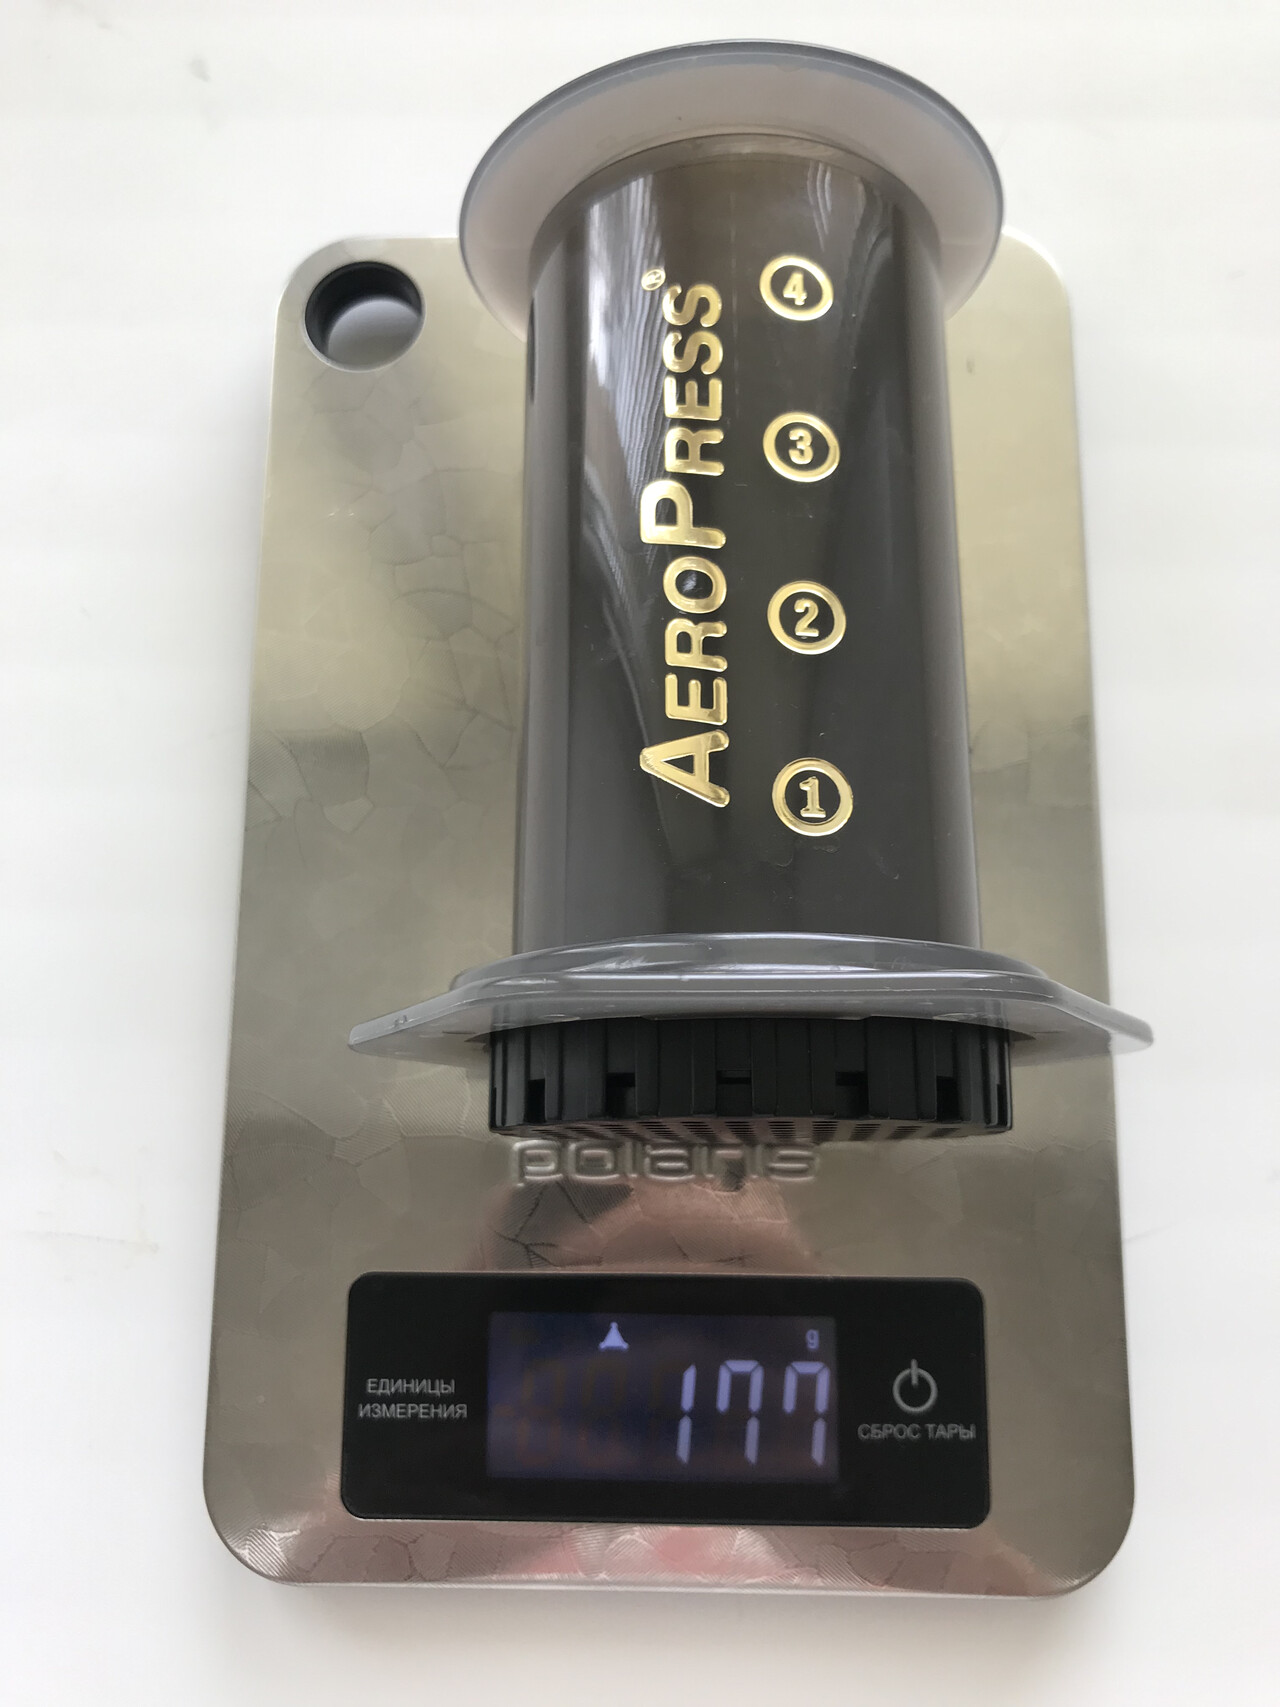 AEROPRESS®
4
3
2
1
polaris
ЕДИНИЦЫ
ИЗМЕРЕНИЯ
g
177
СБРОС ТАРЫ